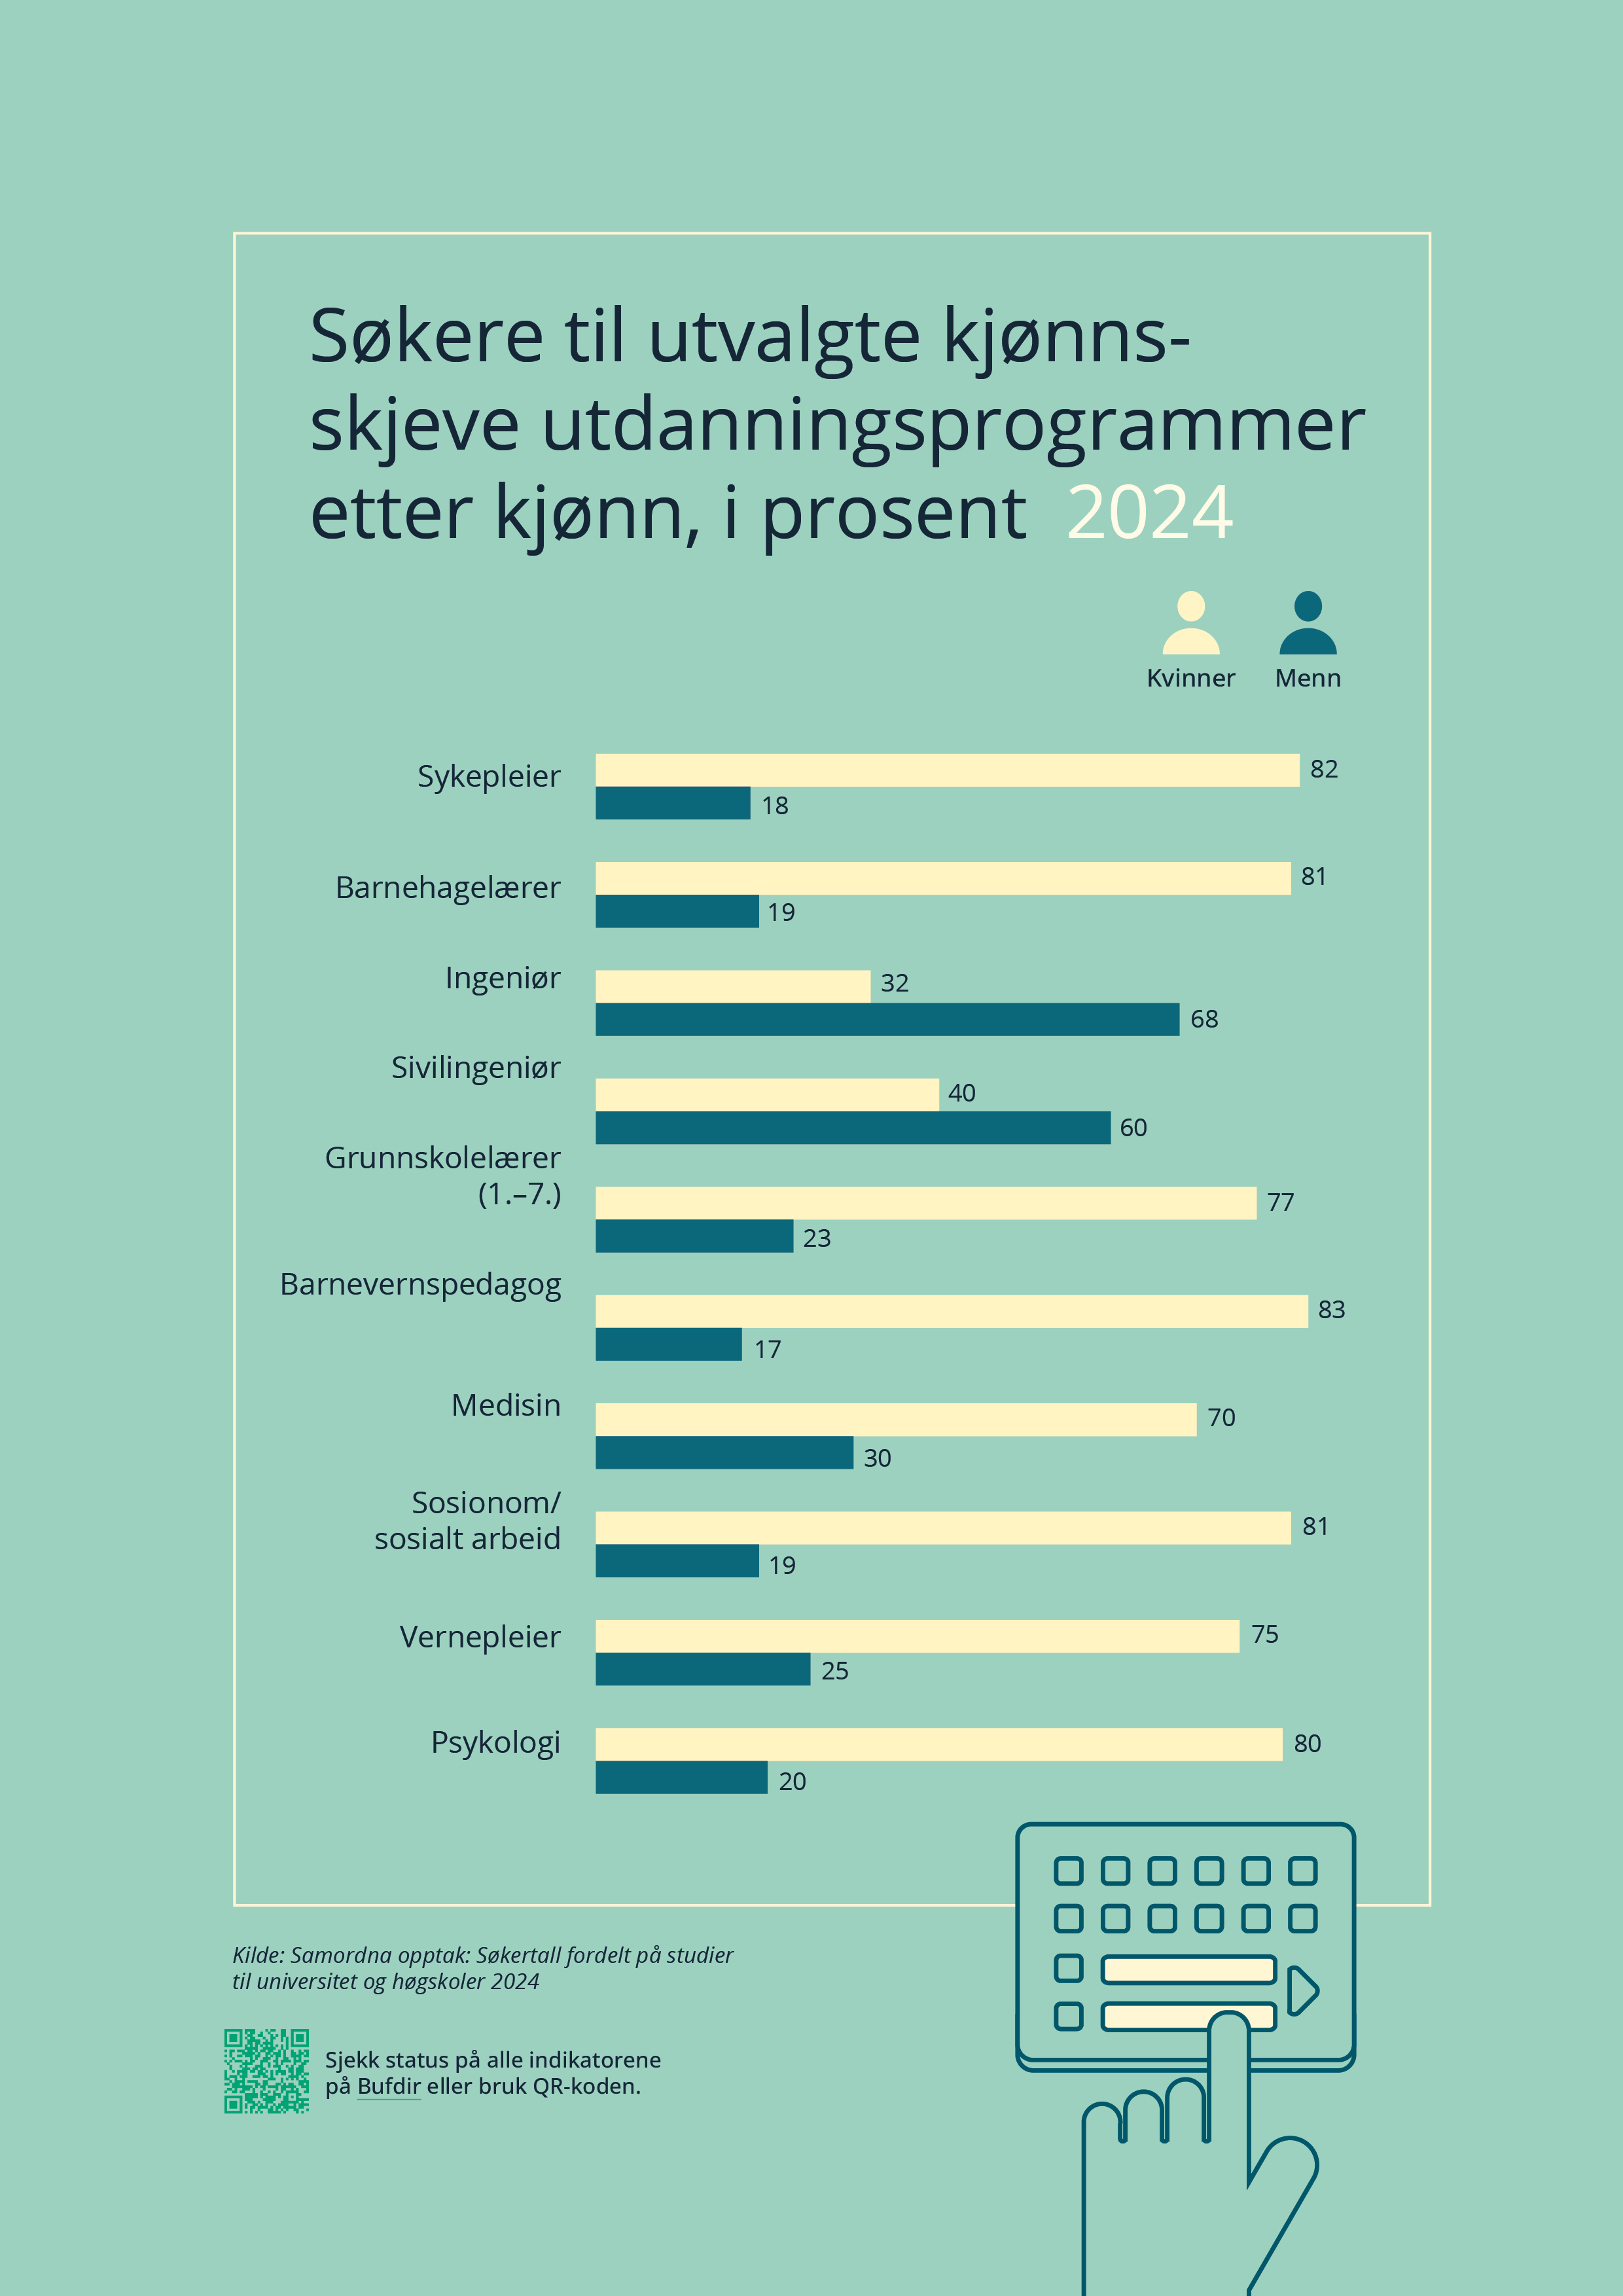 Søkere til utvalgte kjønns-
skjeve utdanningsprogrammer
etter kjønn, i prosent 2024
Kvinner Menn
Sykepleier 82
18
Barnehagelærer 81
19
Ingeniør 32
68
Sivilingeniør 40
60
Grunnskolelærer
(1.–7.) 77
23
Barnevernspedagog 83
17
Medisin 70
30
Sosionom/
sosialt arbeid 81
19
Vernepleier 75
25
Psykologi 80
20
Kilde: Samordna opptak: Søkertall fordelt på studier
til universitet og høgskoler 2024
Sjekk status på alle indikatorene
på Bufdir eller bruk QR-koden.